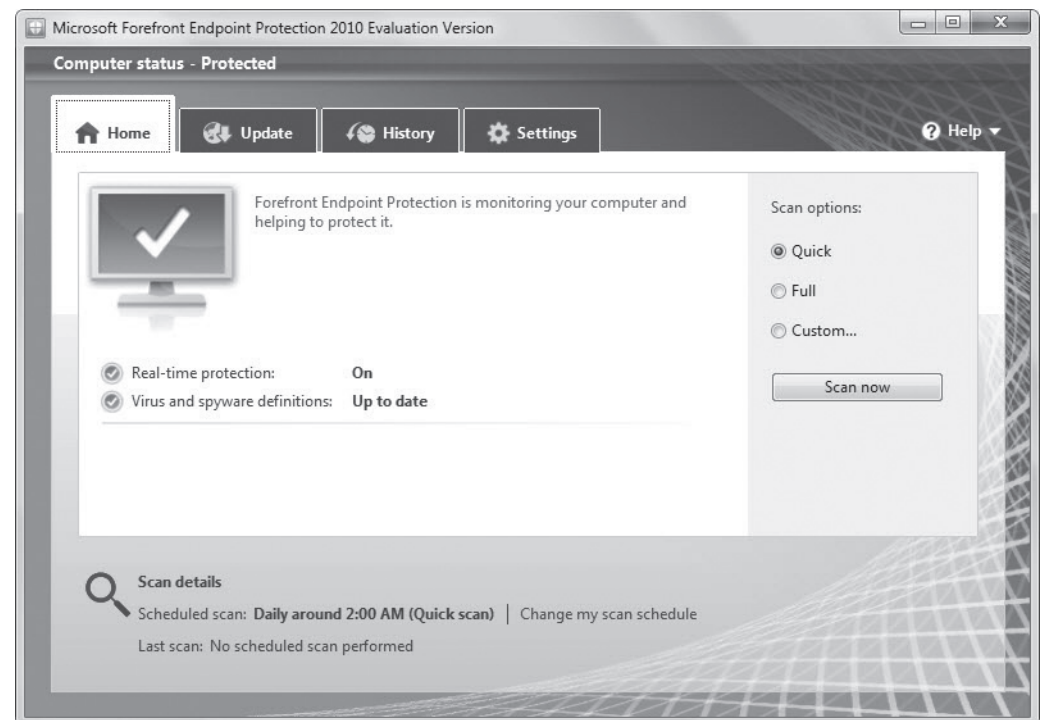 Microsoft Forefront Endpoint Protection 2010 Evaluation Version
Computer status - Protected
Home
Update
History
Settings
Help
Forefront Endpoint Protection is monitoring your computer and
helping to protect it.
Scan options:
Quick
Full
Custom...
Scan now
Real-time protection: On
Virus and spyware definitions: Up to date
Scan details
Scheduled scan: Daily around 2:00 AM (Quick scan) | Change my scan schedule
Last scan: No scheduled scan performed